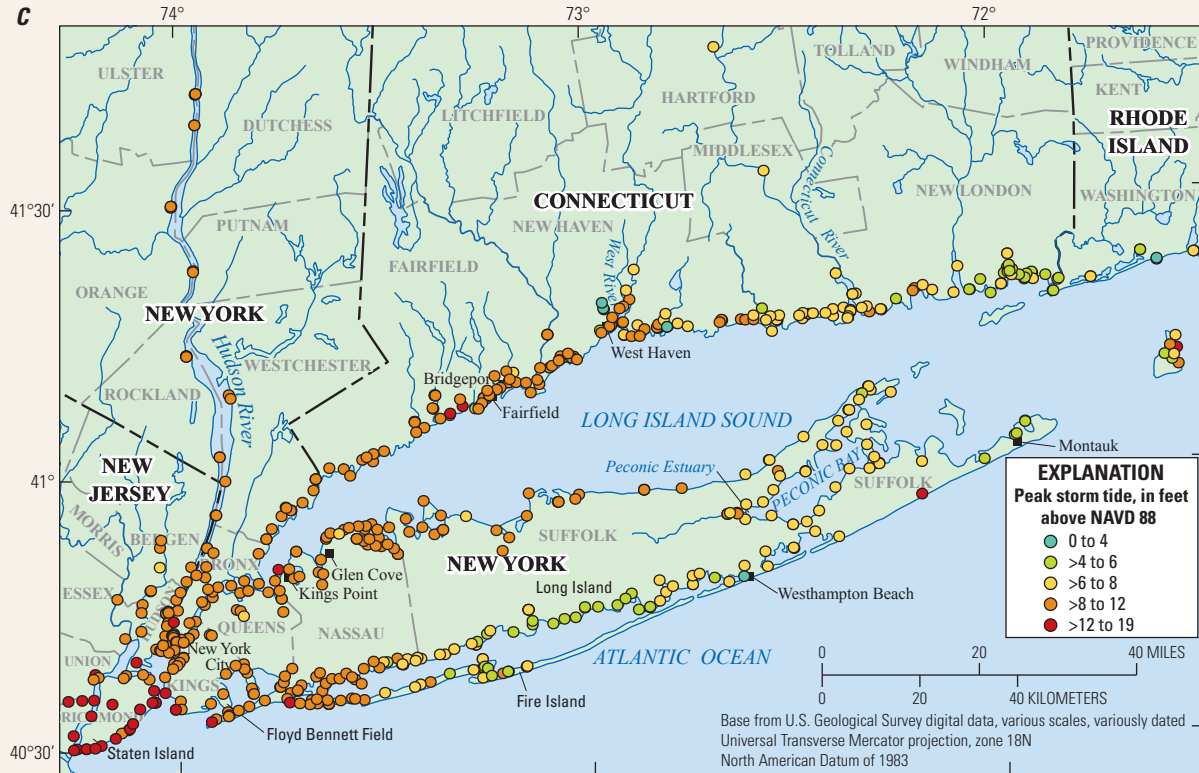 C
74°
73°
72°
ULSTER
DUTCHESS
LITCHFIELD
HARTFORD
TOLLAND
WINDHAM
PROVIDENCE
KENT
RHODE
ISLAND
MIDDLESEX
CONNECTICUT
NEW LONDON
WASHINGTON
Connecticut River
41°30′
PUTNAM
NEW HAVEN
West River
FAIRFIELD
ORANGE
NEW YORK
WESTCHESTER
Hudson River
ROCKLAND
West Haven
Bridgeport
Fairfield
LONG ISLAND SOUND
Montauk
NEW
JERSEY
41°
Peconic Estuary
PECONIC BAY
SUFFOLK
MORRIS
BERGEN
BRONX
SUFFOLK
NEW YORK
Glen Cove
Kings Point
Long Island
Westhampton Beach
ESSEX
HUDSON
QUEENS
NASSAU
New York
City
UNION
KINGS
ATLANTIC OCEAN
Fire Island
RICHMOND
Floyd Bennett Field
Staten Island
40°30′
EXPLANATION
Peak storm tide, in feet
above NAVD 88
0 to 4
>4 to 6
>6 to 8
>8 to 12
>12 to 19
0 20 40 MILES
0 20 40 KILOMETERS
Base from U.S. Geological Survey digital data, various scales, variously dated
Universal Transverse Mercator projection, zone 18N
North American Datum of 1983